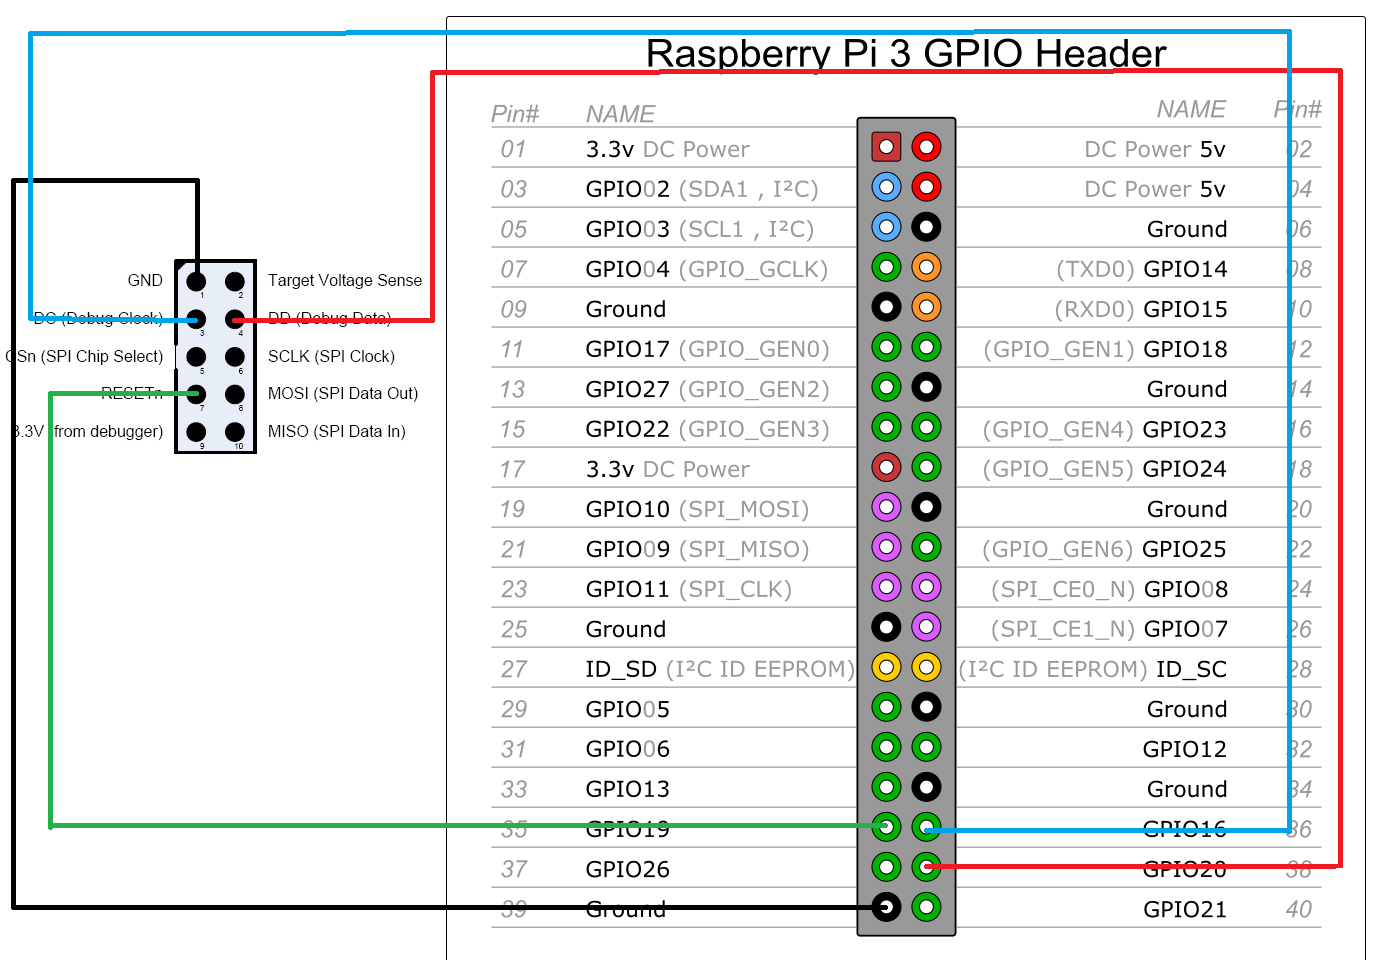 Raspberry Pi 3 GPIO Header
Pin# NAME NAME Pin#
01 3.3v DC Power DC Power 5v 02
03 GPIO02 (SDA1 , I²C) DC Power 5v 04
05 GPIO03 (SCL1 , I²C) Ground 06
07 GPIO04 (GPIO_GCLK) (TXD0) GPIO14 08
09 Ground (RXD0) GPIO15 10
11 GPIO17 (GPIO_GEN0) (GPIO_GEN1) GPIO18 12
13 GPIO27 (GPIO_GEN2) Ground 14
15 GPIO22 (GPIO_GEN3) (GPIO_GEN4) GPIO23 16
17 3.3v DC Power (GPIO_GEN5) GPIO24 18
19 GPIO10 (SPI_MOSI) Ground 20
21 GPIO09 (SPI_MISO) (GPIO_GEN6) GPIO25 22
23 GPIO11 (SPI_CLK) (SPI_CE0_N) GPIO08 24
25 Ground (SPI_CE1_N) GPIO07 26
27 ID_SD (I²C ID EEPROM) (I²C ID EEPROM) ID_SC 28
29 GPIO05 Ground 30
31 GPIO06 GPIO12 32
33 GPIO13 Ground 34
35 GPIO19 GPIO16 36
37 GPIO26 GPIO20 38
39 Ground GPIO21 40
GND 1 2 Target Voltage Sense
DC (Debug Clock) 3 4 DD (Debug Data)
CSn (SPI Chip Select) 5 6 SCLK (SPI Clock)
RESETn 7 8 MOSI (SPI Data Out)
3.3V (from debugger) 9 10 MISO (SPI Data In)